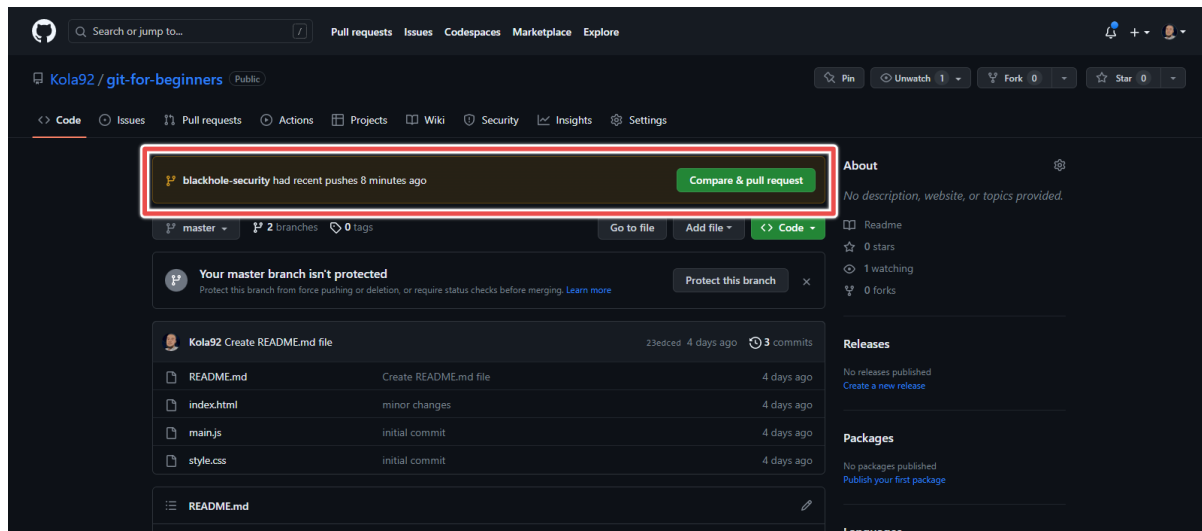 Search or jump to... /
Pull requests Issues Codespaces Marketplace Explore
Kola92 / git-for-beginners Public
Pin Unwatch 1 Fork 0 Star 0
Code Issues Pull requests Actions Projects Wiki Security Insights Settings
blackhole-security had recent pushes 8 minutes ago Compare & pull request
master 2 branches 0 tags Go to file Add file <> Code
Your master branch isn't protected
Protect this branch from force pushing or deletion, or require status checks before merging. Learn more
Protect this branch
Kola92 Create README.md file 23edced 4 days ago 3 commits
README.md Create README.md file 4 days ago
index.html minor changes 4 days ago
main.js initial commit 4 days ago
style.css initial commit 4 days ago
README.md
About
No description, website, or topics provided.
Readme
0 stars
1 watching
0 forks
Releases
No releases published
Create a new release
Packages
No packages published
Publish your first package